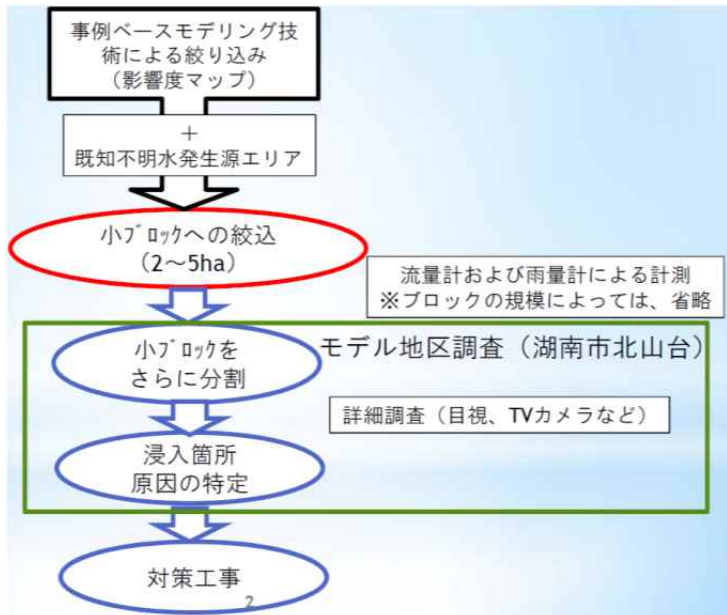 事例ベースモデリング技
術による絞り込み
（影響度マップ）
＋
既知不明水発生源エリア
小ﾌﾞﾛｯｸへの絞込
（2～5ha）
流量計および雨量計による計測
※ブロックの規模によっては、省略
小ﾌﾞﾛｯｸを
さらに分割
モデル地区調査（湖南市北山台）
詳細調査（目視、TVカメラなど）
浸入箇所
原因の特定
対策工事
2